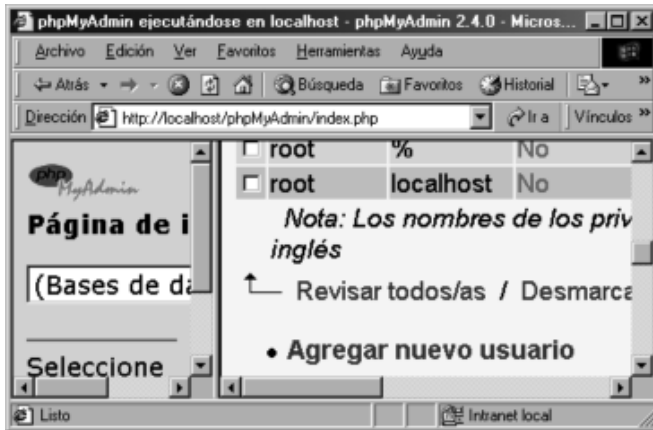 phpMyAdmin ejecutándose en localhost - phpMyAdmin 2.4.0 - Micros...
Archivo Edición Ver Favoritos Herramientas Ayuda
Atrás Búsqueda Favoritos Historial »
Dirección http://localhost/phpMyAdmin/index.php Ir a Vínculos »
php
MyAdmin
Página de i
(Bases de da
Seleccione
root % No
root localhost No
Nota: Los nombres de los priv
inglés
Revisar todos/as / Desmarca
• Agregar nuevo usuario
Listo Intranet local